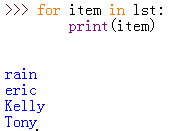 >>> for item in lst:
        print(item)
rain
eric
Kelly
Tony